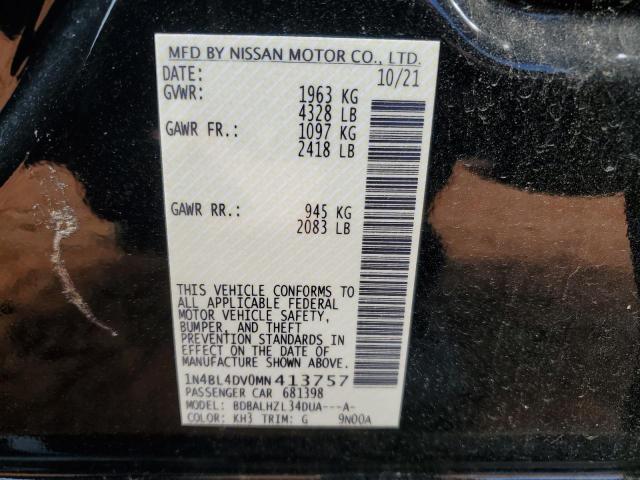 MFD BY NISSAN MOTOR CO., LTD.
DATE: 10/21
GVWR: 1963 KG
4328 LB
GAWR FR.: 1097 KG
2418 LB
GAWR RR.: 945 KG
2083 LB
THIS VEHICLE CONFORMS TO
ALL APPLICABLE FEDERAL
MOTOR VEHICLE SAFETY,
BUMPER, AND THEFT
PREVENTION STANDARDS IN
EFFECT ON THE DATE OF
MANUFACTURE SHOWN ABOVE.
1N4BL4DV0MN413757
PASSENGER CAR 681398
MODEL: BDBALHZL34DUA---A-
COLOR: KH3 TRIM: G 9N00A